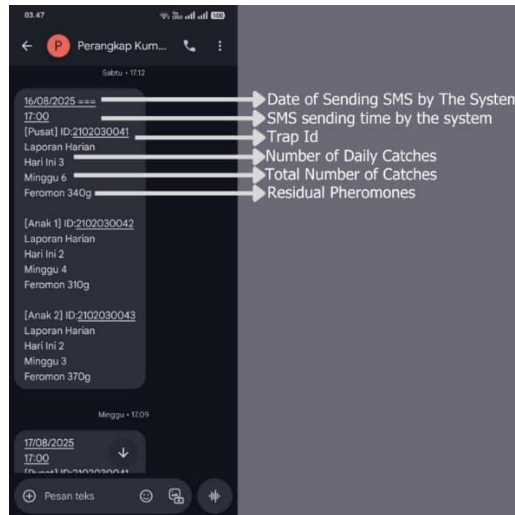 03.47
100
P Perangkap Kum...
Sabtu • 17.12
16/08/2025 ===
17:00
[Pusat] ID:2102030041
Laporan Harian
Hari Ini 3
Minggu 6
Feromon 340g
Date of Sending SMS by The System
SMS sending time by the system
Trap Id
Number of Daily Catches
Total Number of Catches
Residual Pheromones
[Anak 1] ID:2102030042
Laporan Harian
Hari Ini 2
Minggu 4
Feromon 310g
[Anak 2] ID:2102030043
Laporan Harian
Hari Ini 2
Minggu 3
Feromon 370g
Minggu • 17.09
17/08/2025
17:00
[Pusat] ID:2102030041
Pesan teks